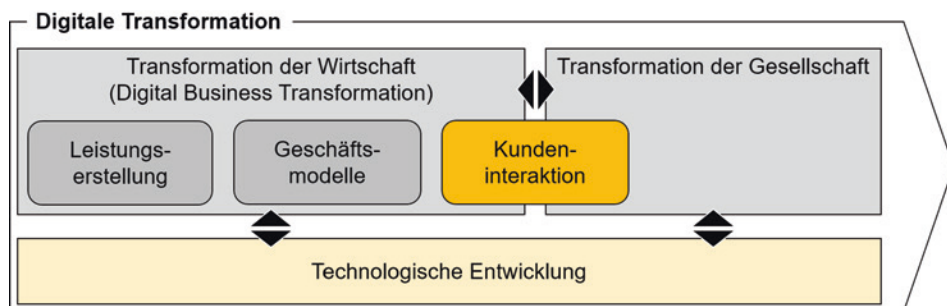 Digitale Transformation
Transformation der Wirtschaft
(Digital Business Transformation)
Transformation der Gesellschaft
Leistungs-
erstellung
Geschäfts-
modelle
Kunden-
interaktion
Technologische Entwicklung